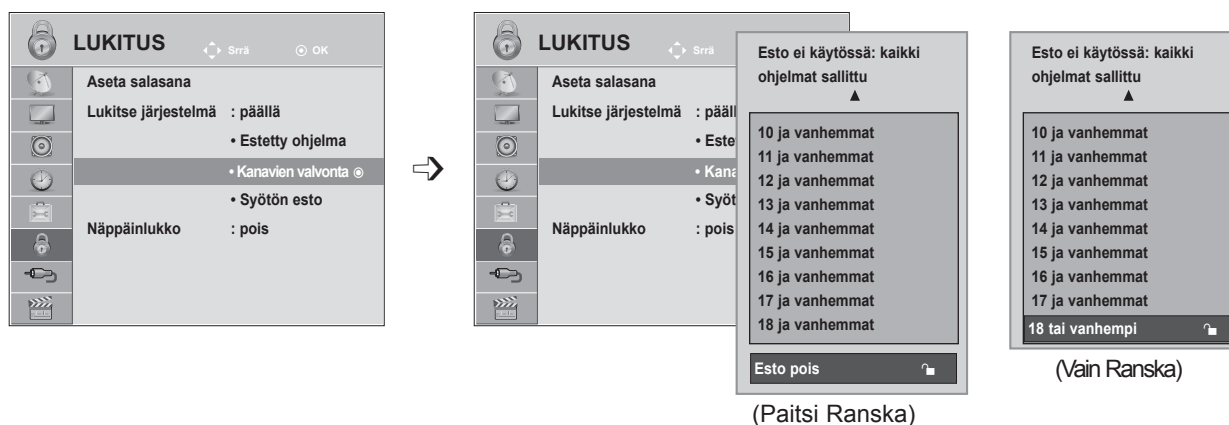 LUKITUS
Srrä
OK
Aseta salasana
Lukitse järjestelmä : päällä
• Estetty ohjelma
• Kanavien valvonta
• Syötön esto
Näppäinlukko : pois
LUKITUS
Srrä
Aseta salasana
Lukitse järjestelmä : pääll
• Este
• Kana
• Syöt
Näppäinlukko : pois
Esto ei käytössä: kaikki
ohjelmat sallittu
10 ja vanhemmat
11 ja vanhemmat
12 ja vanhemmat
13 ja vanhemmat
14 ja vanhemmat
15 ja vanhemmat
16 ja vanhemmat
17 ja vanhemmat
18 ja vanhemmat
Esto pois
(Paitsi Ranska)
Esto ei käytössä: kaikki
ohjelmat sallittu
10 ja vanhemmat
11 ja vanhemmat
12 ja vanhemmat
13 ja vanhemmat
14 ja vanhemmat
15 ja vanhemmat
16 ja vanhemmat
17 ja vanhemmat
18 tai vanhempi
(Vain Ranska)